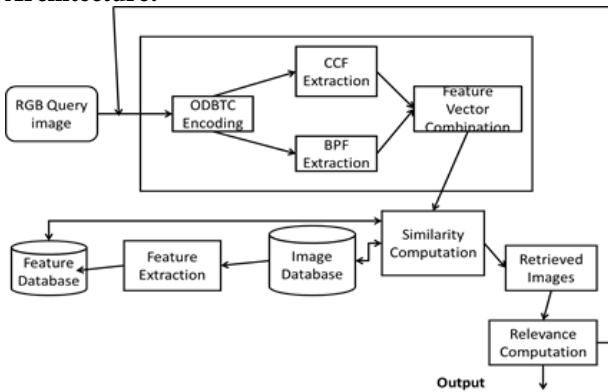 Architecture:
CCF
Extraction
RGB Query
image
ODBTC
Encoding
Feature
Vector
Combination
BPF
Extraction
Similarity
Computation
Feature
Database
Feature
Extraction
Image
Database
Retrieved
Images
Relevance
Computation
Output